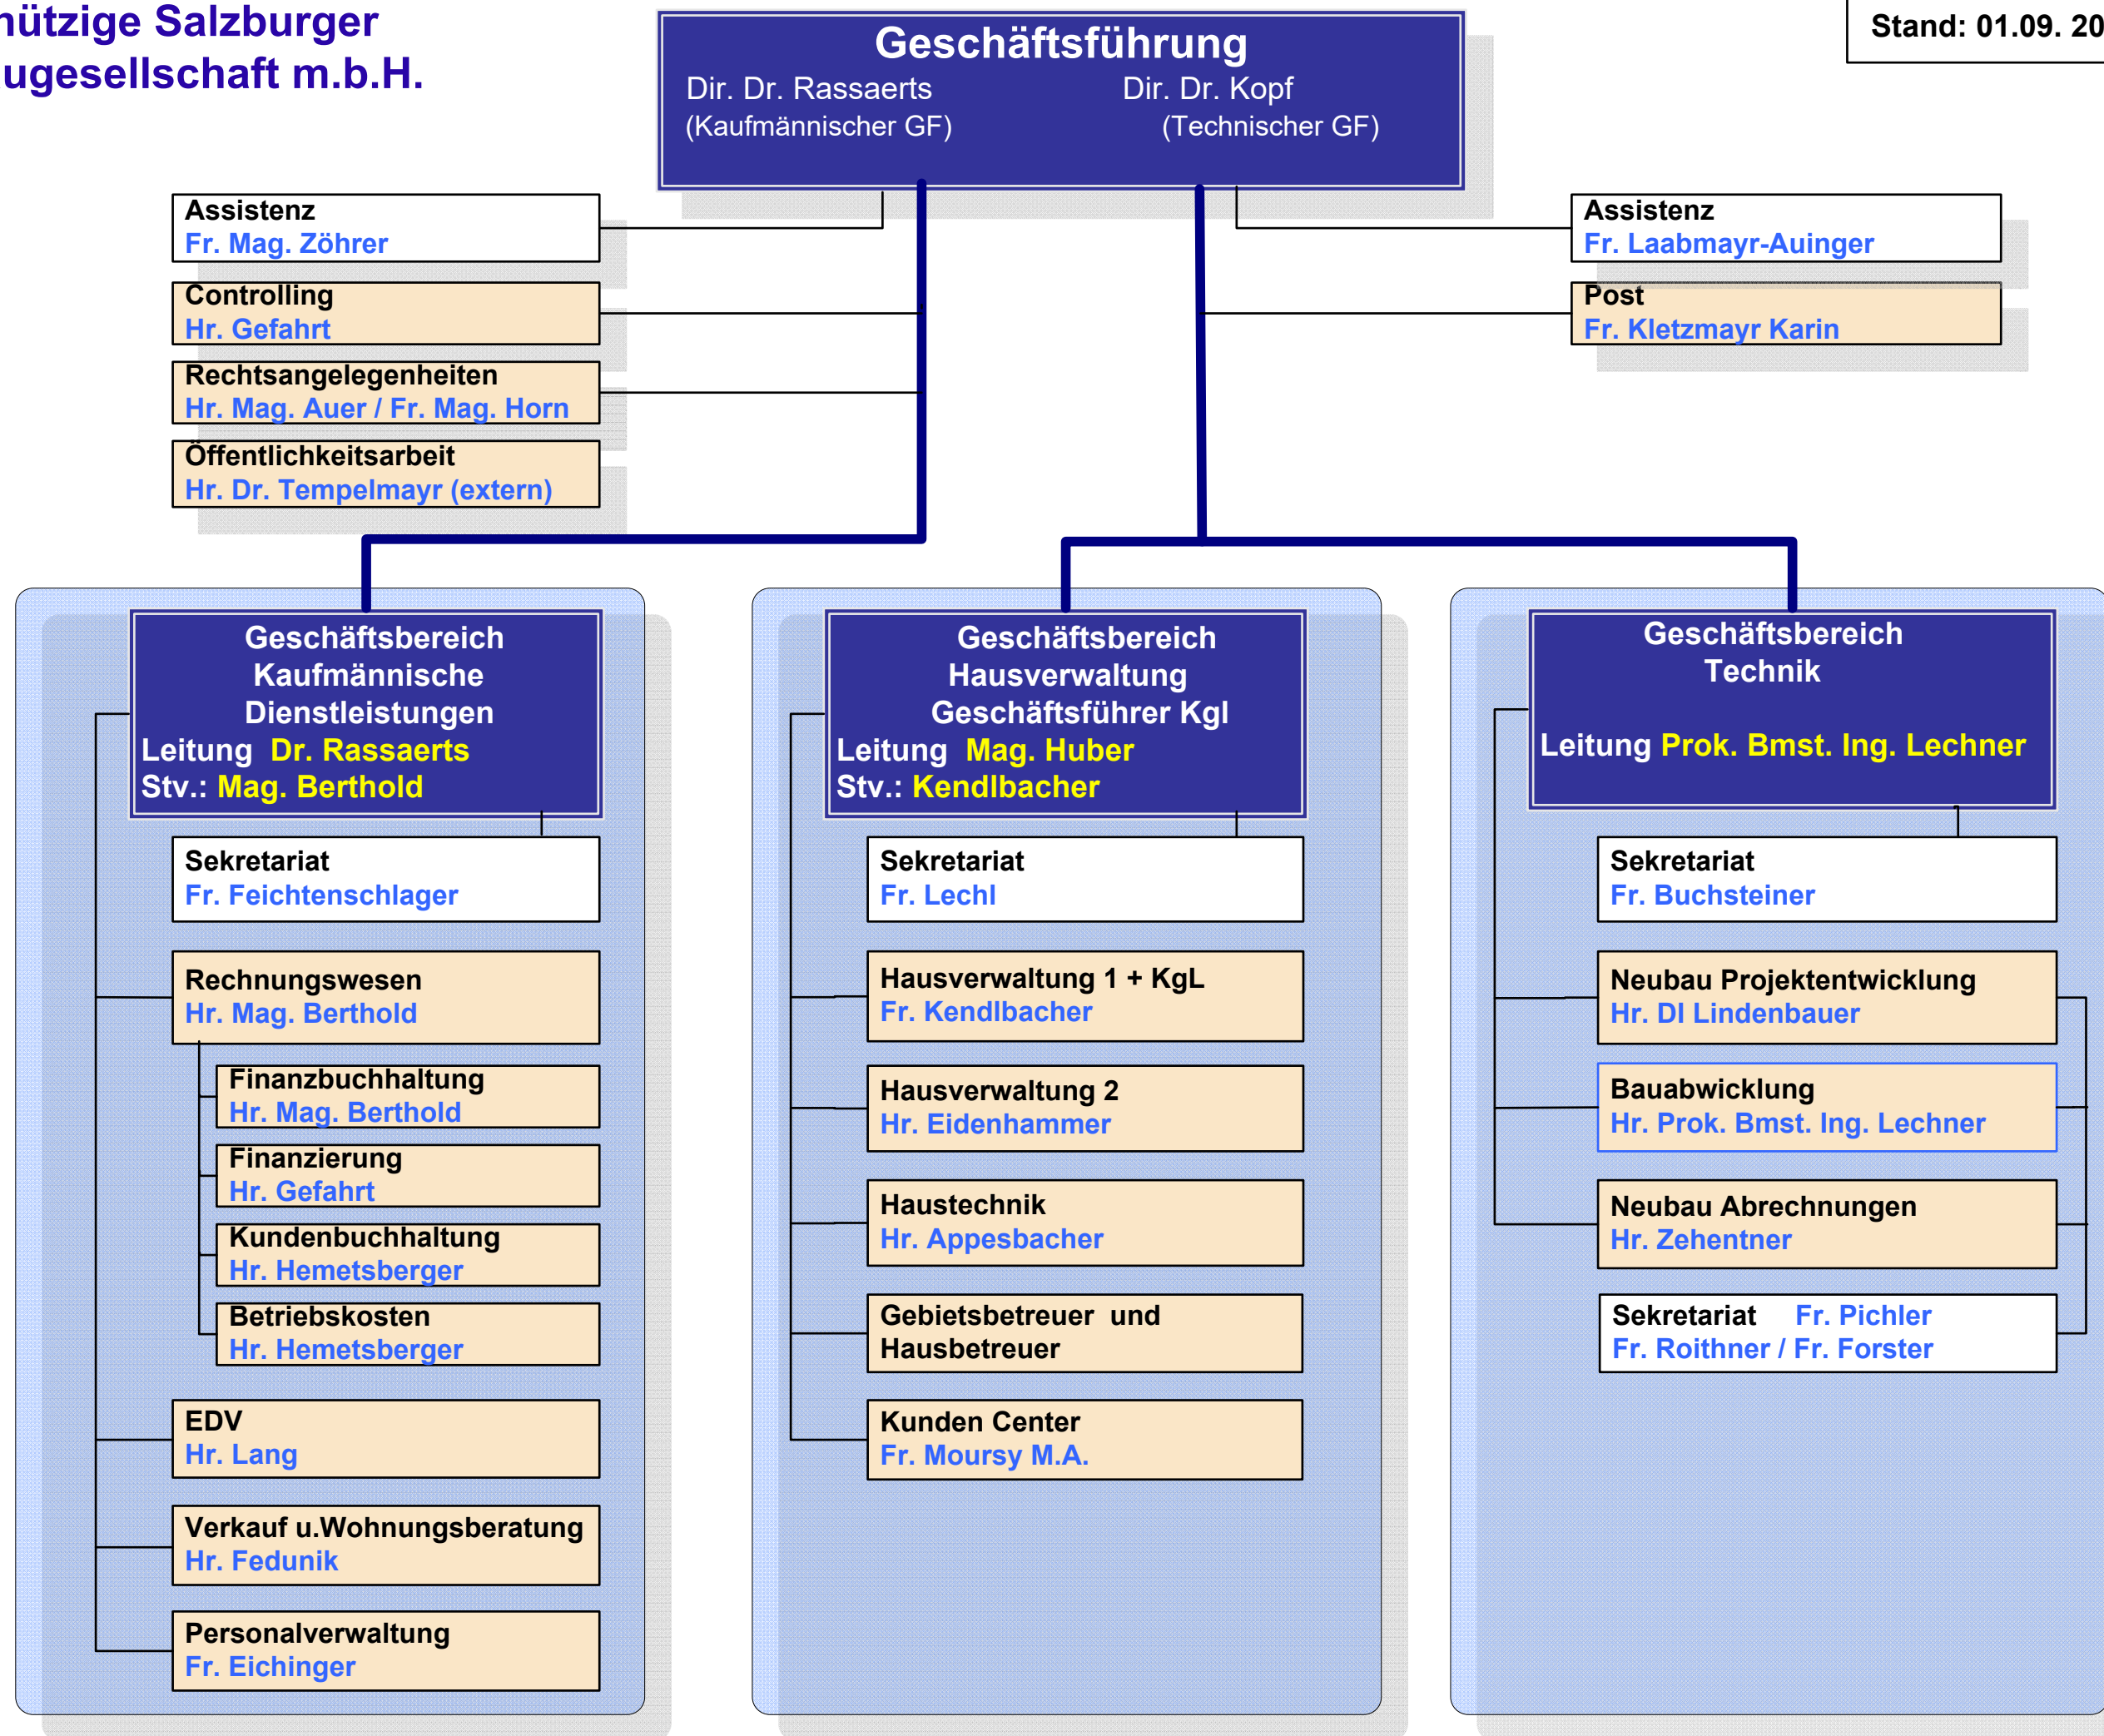 nützige Salzburger
ugesellschaft m.b.H.
Geschäftsführung
Dir. Dr. Rassaerts Dir. Dr. Kopf
(Kaufmännischer GF) (Technischer GF)
Stand: 01.09. 20
Assistenz
Fr. Mag. Zöhrer
Controlling
Hr. Gefahrt
Rechtsangelegenheiten
Hr. Mag. Auer / Fr. Mag. Horn
Öffentlichkeitsarbeit
Hr. Dr. Tempelmayr (extern)
Assistenz
Fr. Laabmayr-Auinger
Post
Fr. Kletzmayr Karin
Geschäftsbereich
Kaufmännische
Dienstleistungen
Leitung Dr. Rassaerts
Stv.: Mag. Berthold
Sekretariat
Fr. Feichtenschlager
Rechnungswesen
Hr. Mag. Berthold
Finanzbuchhaltung
Hr. Mag. Berthold
Finanzierung
Hr. Gefahrt
Kundenbuchhaltung
Hr. Hemetsberger
Betriebskosten
Hr. Hemetsberger
EDV
Hr. Lang
Verkauf u.Wohnungsberatung
Hr. Fedunik
Personalverwaltung
Fr. Eichinger
Geschäftsbereich
Hausverwaltung
Geschäftsführer Kgl
Leitung Mag. Huber
Stv.: Kendlbacher
Sekretariat
Fr. Lechl
Hausverwaltung 1 + KgL
Fr. Kendlbacher
Hausverwaltung 2
Hr. Eidenhammer
Haustechnik
Hr. Appesbacher
Gebietsbetreuer und
Hausbetreuer
Kunden Center
Fr. Moursy M.A.
Geschäftsbereich
Technik
Leitung Prok. Bmst. Ing. Lechner
Sekretariat
Fr. Buchsteiner
Neubau Projektentwicklung
Hr. DI Lindenbauer
Bauabwicklung
Hr. Prok. Bmst. Ing. Lechner
Neubau Abrechnungen
Hr. Zehentner
Sekretariat Fr. Pichler
Fr. Roithner / Fr. Forster